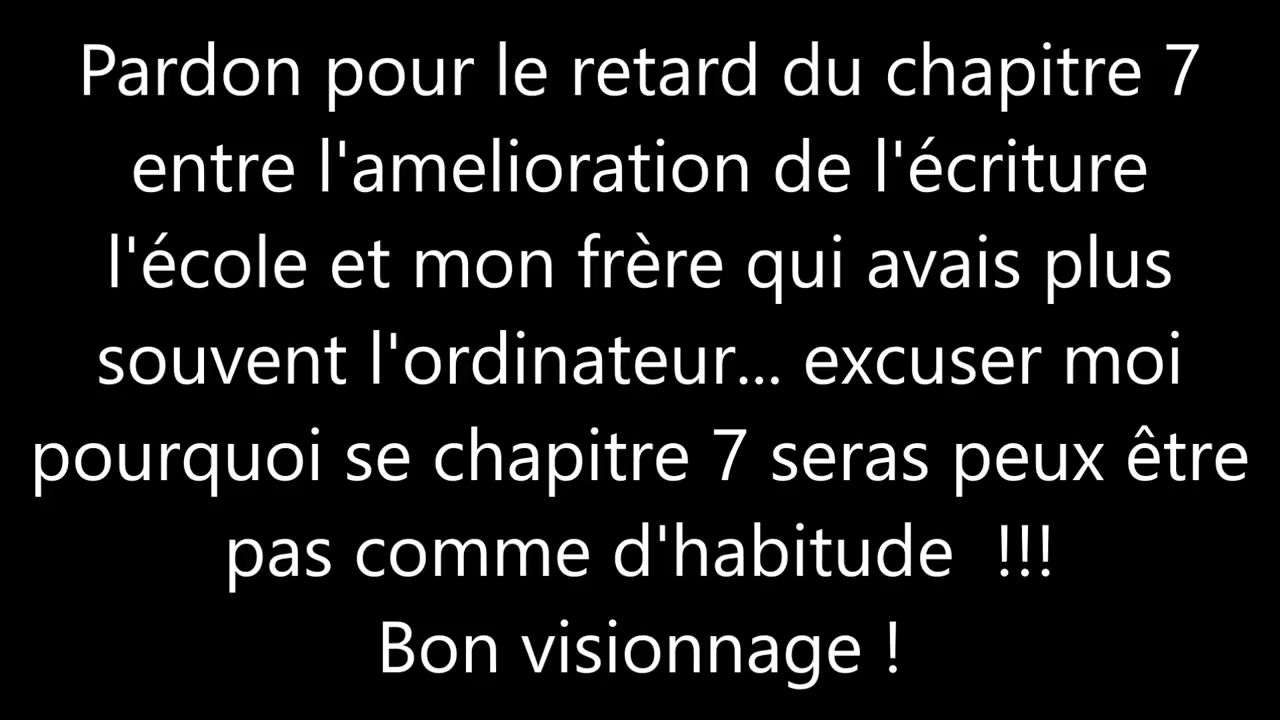 Pardon pour le retard du chapitre 7
entre l'amelioration de l'écriture
l'école et mon frère qui avais plus
souvent l'ordinateur... excuser moi
pourquoi se chapitre 7 seras peux être
pas comme d'habitude  !!!
Bon visionnage !